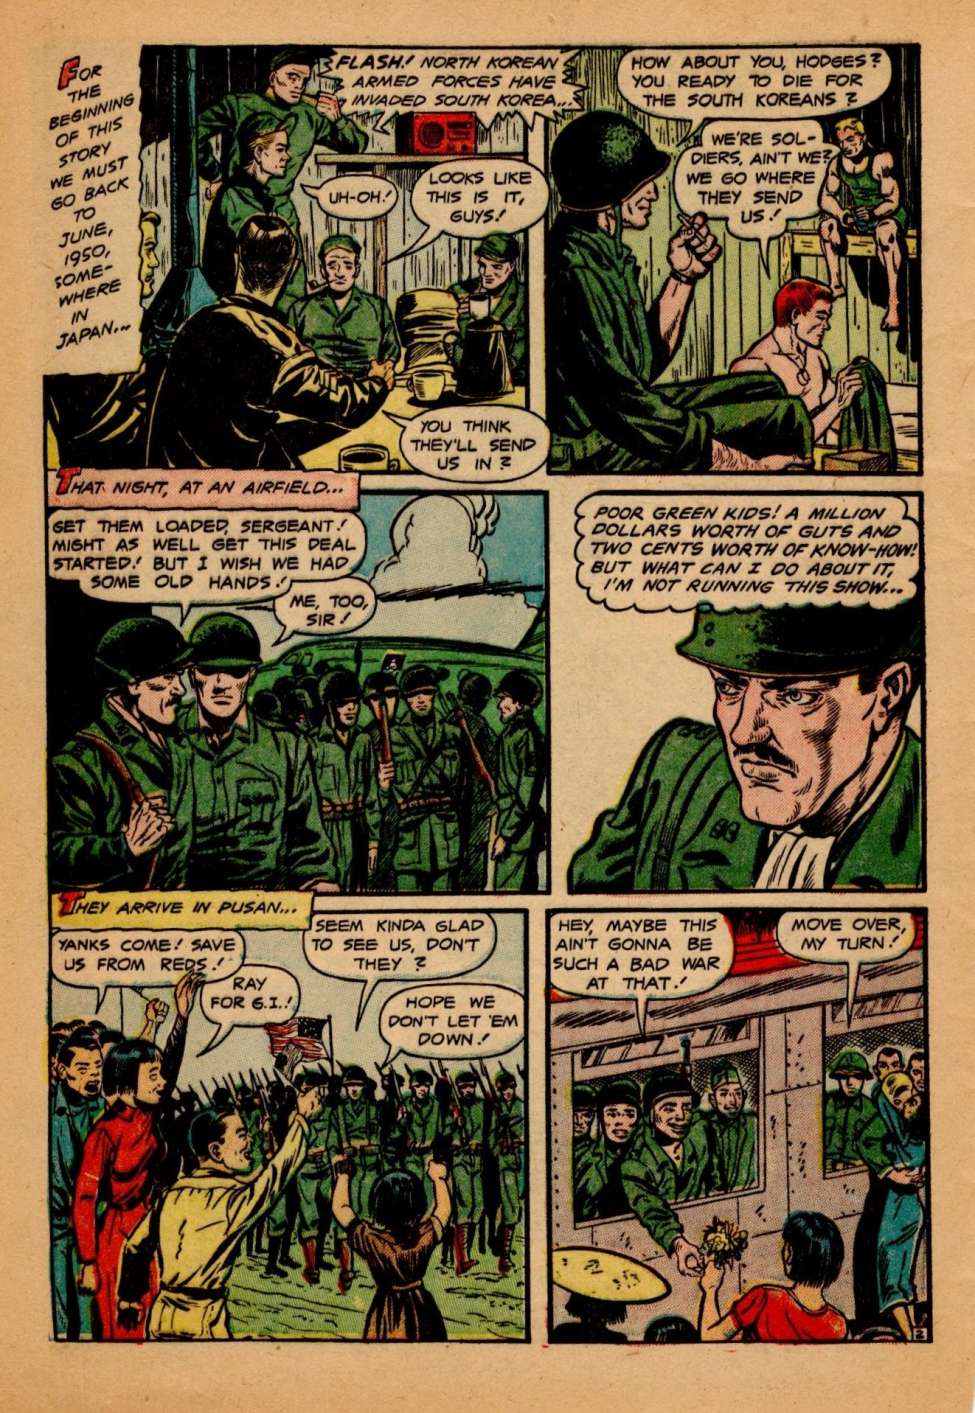 FOR
THE
BEGINNING
OF THIS
STORY
WE MUST
GO BACK
TO
JUNE,
1950,
SOME-
WHERE
IN
JAPAN...
FLASH! NORTH KOREAN
ARMED FORCES HAVE
INVADED SOUTH KOREA...
UH-OH!
LOOKS LIKE
THIS IS IT,
GUYS!
YOU THINK
THEY'LL SEND
US IN?
HOW ABOUT YOU, HODGES?
YOU READY TO DIE FOR
THE SOUTH KOREANS?
WE'RE SOL-
DIERS, AIN'T WE?
WE GO WHERE
THEY SEND
US!
THAT NIGHT, AT AN AIRFIELD...
GET THEM LOADED, SERGEANT!
MIGHT AS WELL GET THIS DEAL
STARTED! BUT I WISH WE HAD
SOME OLD HANDS!
ME, TOO,
SIR!
POOR GREEN KIDS! A MILLION
DOLLARS WORTH OF GUTS AND
TWO CENTS WORTH OF KNOW-HOW!
BUT WHAT CAN I DO ABOUT IT,
I'M NOT RUNNING THIS SHOW...
THEY ARRIVE IN PUSAN...
YANKS COME! SAVE
US FROM REDS!
RAY
FOR G.I.!
SEEM KINDA GLAD
TO SEE US, DON'T
THEY?
HOPE WE
DON'T LET 'EM
DOWN!
HEY, MAYBE THIS
AIN'T GONNA BE
SUCH A BAD WAR
AT THAT!
MOVE OVER,
MY TURN!
2